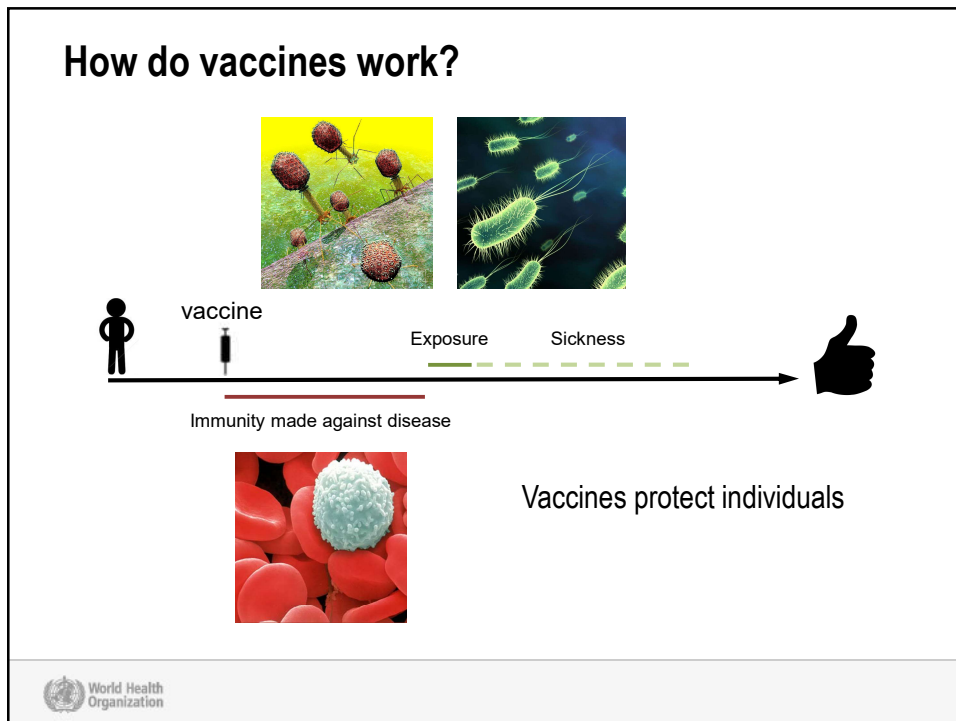 How do vaccines work?
vaccine
Exposure
Sickness
Immunity made against disease
Vaccines protect individuals
World Health
Organization